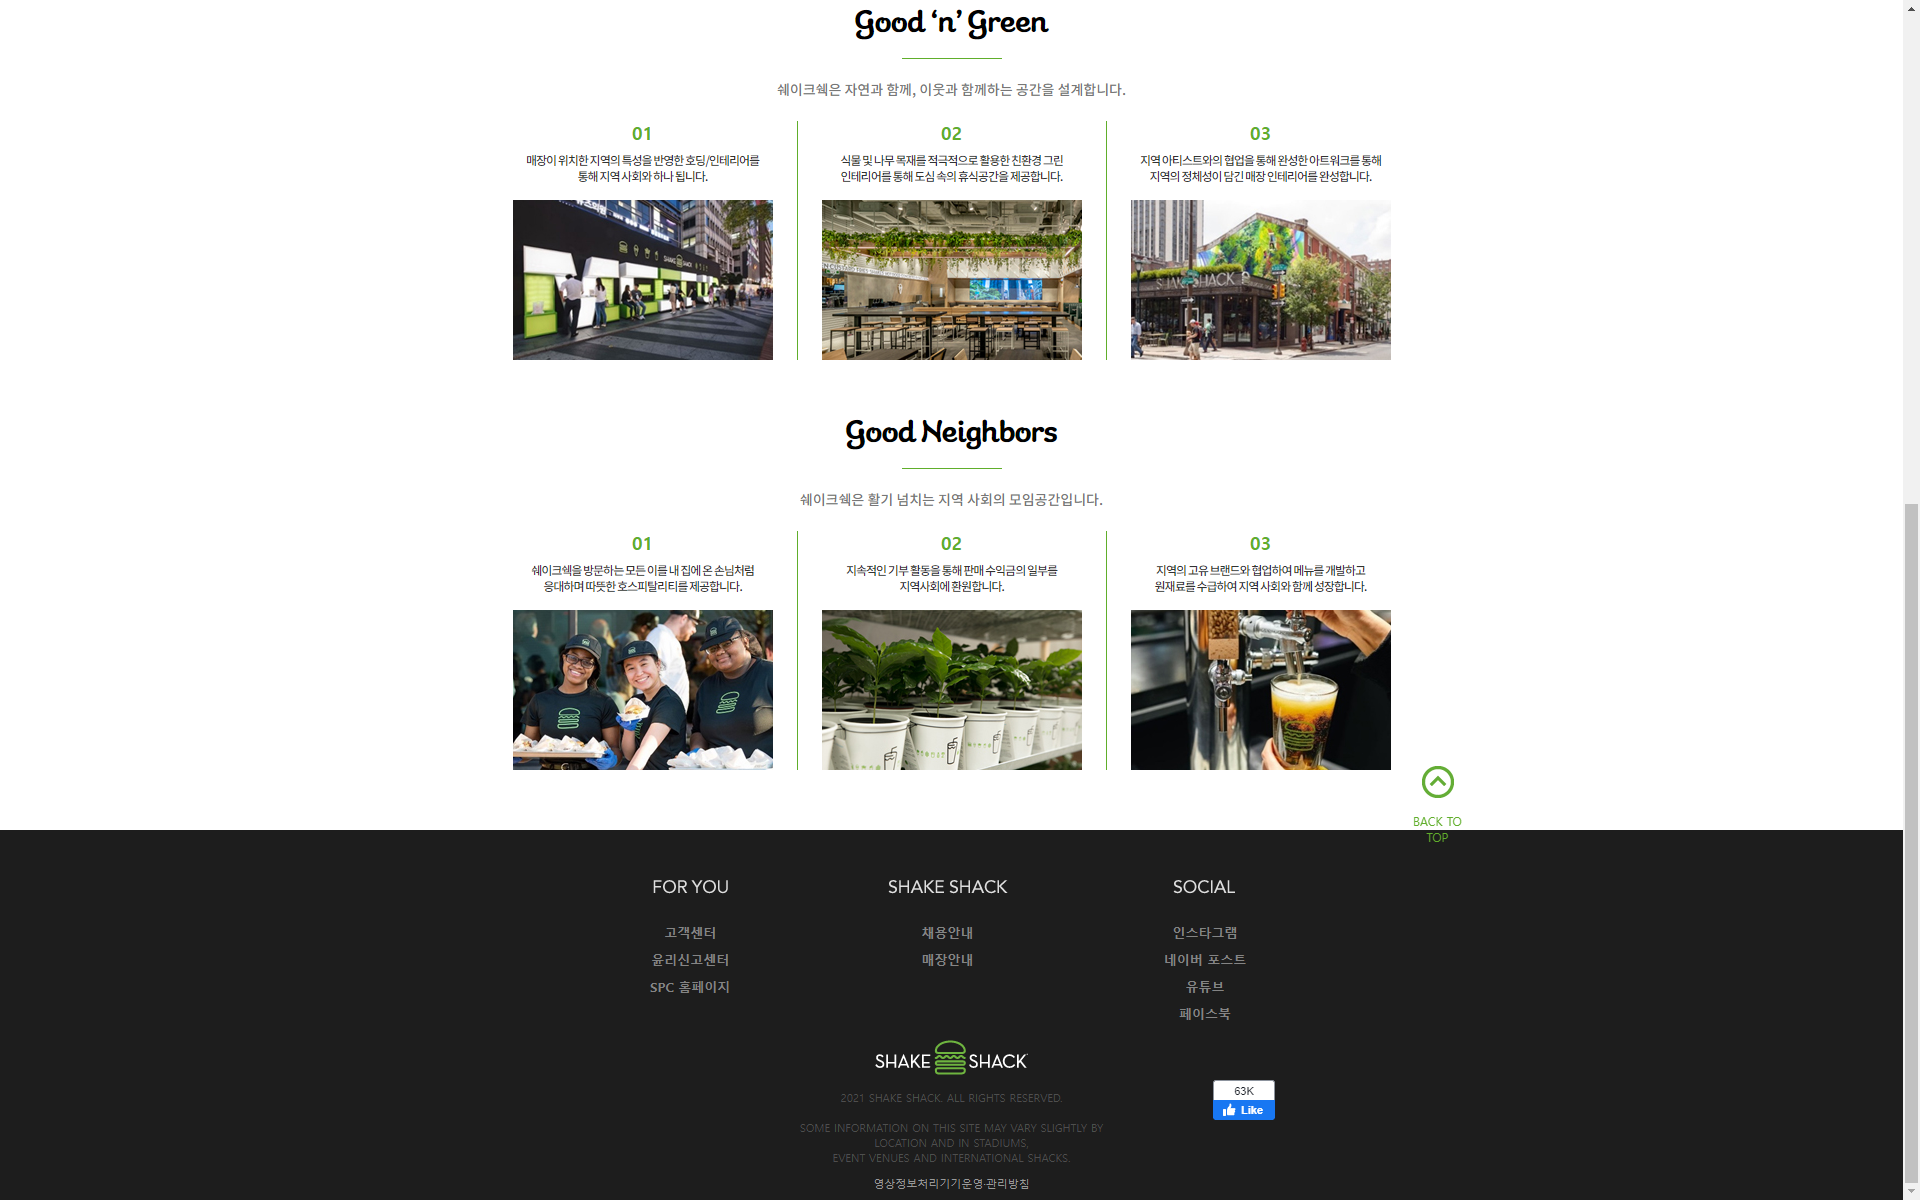 Good ‘n’ Green
쉐이크쉑은 자연과 함께, 이웃과 함께하는 공간을 설계합니다.
01
매장이 위치한 지역의 특성을 반영한 호딩/인테리어를
통해 지역 사회와 하나 됩니다.
02
식물 및 나무 목재를 적극적으로 활용한 친환경 그린
인테리어를 통해 도심 속의 휴식공간을 제공합니다.
03
지역 아티스트와의 협업을 통해 완성한 아트워크를 통해
지역의 정체성이 담긴 매장 인테리어를 완성합니다.
SHAKE SHACK
SHAKE SHACK
Good Neighbors
쉐이크쉑은 활기 넘치는 지역 사회의 모임공간입니다.
01
쉐이크쉑을 방문하는 모든 이를 내 집에 온 손님처럼
응대하며 따뜻한 호스피탈리티를 제공합니다.
02
지속적인 기부 활동을 통해 판매 수익금의 일부를
지역사회에 환원합니다.
03
지역의 고유 브랜드와 협업하여 메뉴를 개발하고
원재료를 수급하여 지역 사회와 함께 성장합니다.
BACK TO
TOP
FOR YOU
고객센터
윤리신고센터
SPC 홈페이지
SHAKE SHACK
채용안내
매장안내
SOCIAL
인스타그램
네이버 포스트
유튜브
페이스북
SHAKE SHACK
2021 SHAKE SHACK. ALL RIGHTS RESERVED.
63K
Like
SOME INFORMATION ON THIS SITE MAY VARY SLIGHTLY BY
LOCATION AND IN STADIUMS,
EVENT VENUES AND INTERNATIONAL SHACKS.
영상정보처리기기운영·관리방침